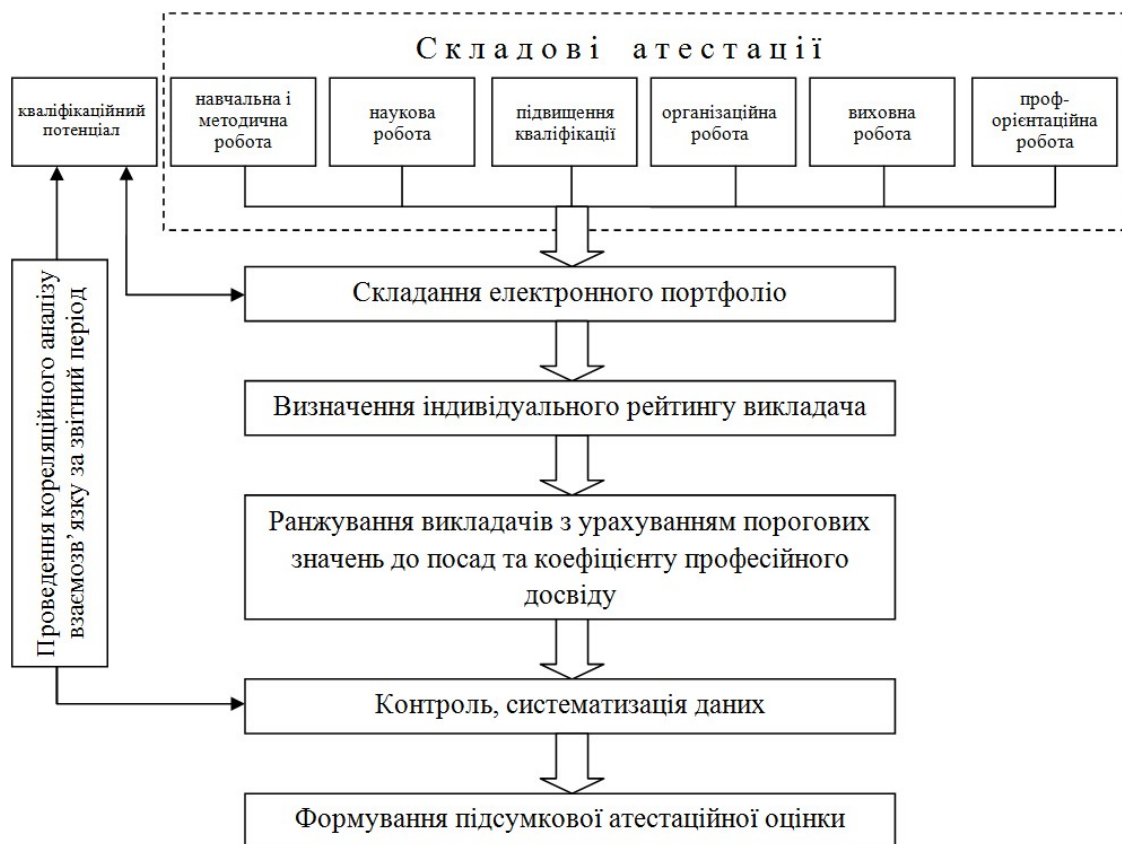 Складові атестації
кваліфікаційний
потенціал
навчальна і
методична
робота
наукова
робота
підвищення
кваліфікації
організаційна
робота
виховна
робота
проф-
орієнтаційна
робота
Проведення кореляційного аналізу
взаємозв’язку за звітний період
Складання електронного портфоліо
Визначення індивідуального рейтингу викладача
Ранжування викладачів з урахуванням порогових
значень до посад та коефіцієнту професійного
досвіду
Контроль, систематизація даних
Формування підсумкової атестаційної оцінки